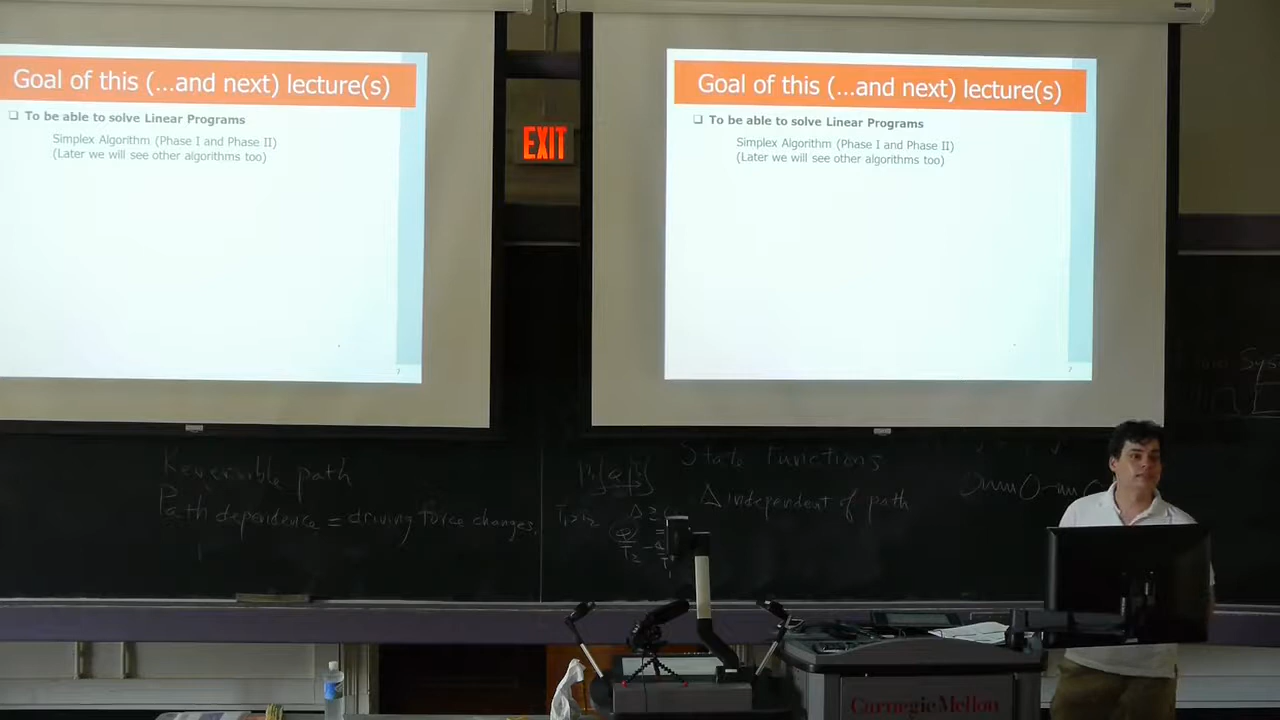 Goal of this (...and next) lecture(s)
❑ To be able to solve Linear Programs
Simplex Algorithm (Phase I and Phase II)
(Later we will see other algorithms too)
7
Goal of this (...and next) lecture(s)
❑ To be able to solve Linear Programs
Simplex Algorithm (Phase I and Phase II)
(Later we will see other algorithms too)
7
EXIT
Reversible path
Path dependence = driving force changes.
State Functions
Δ independent of path
Carnegie Mellon